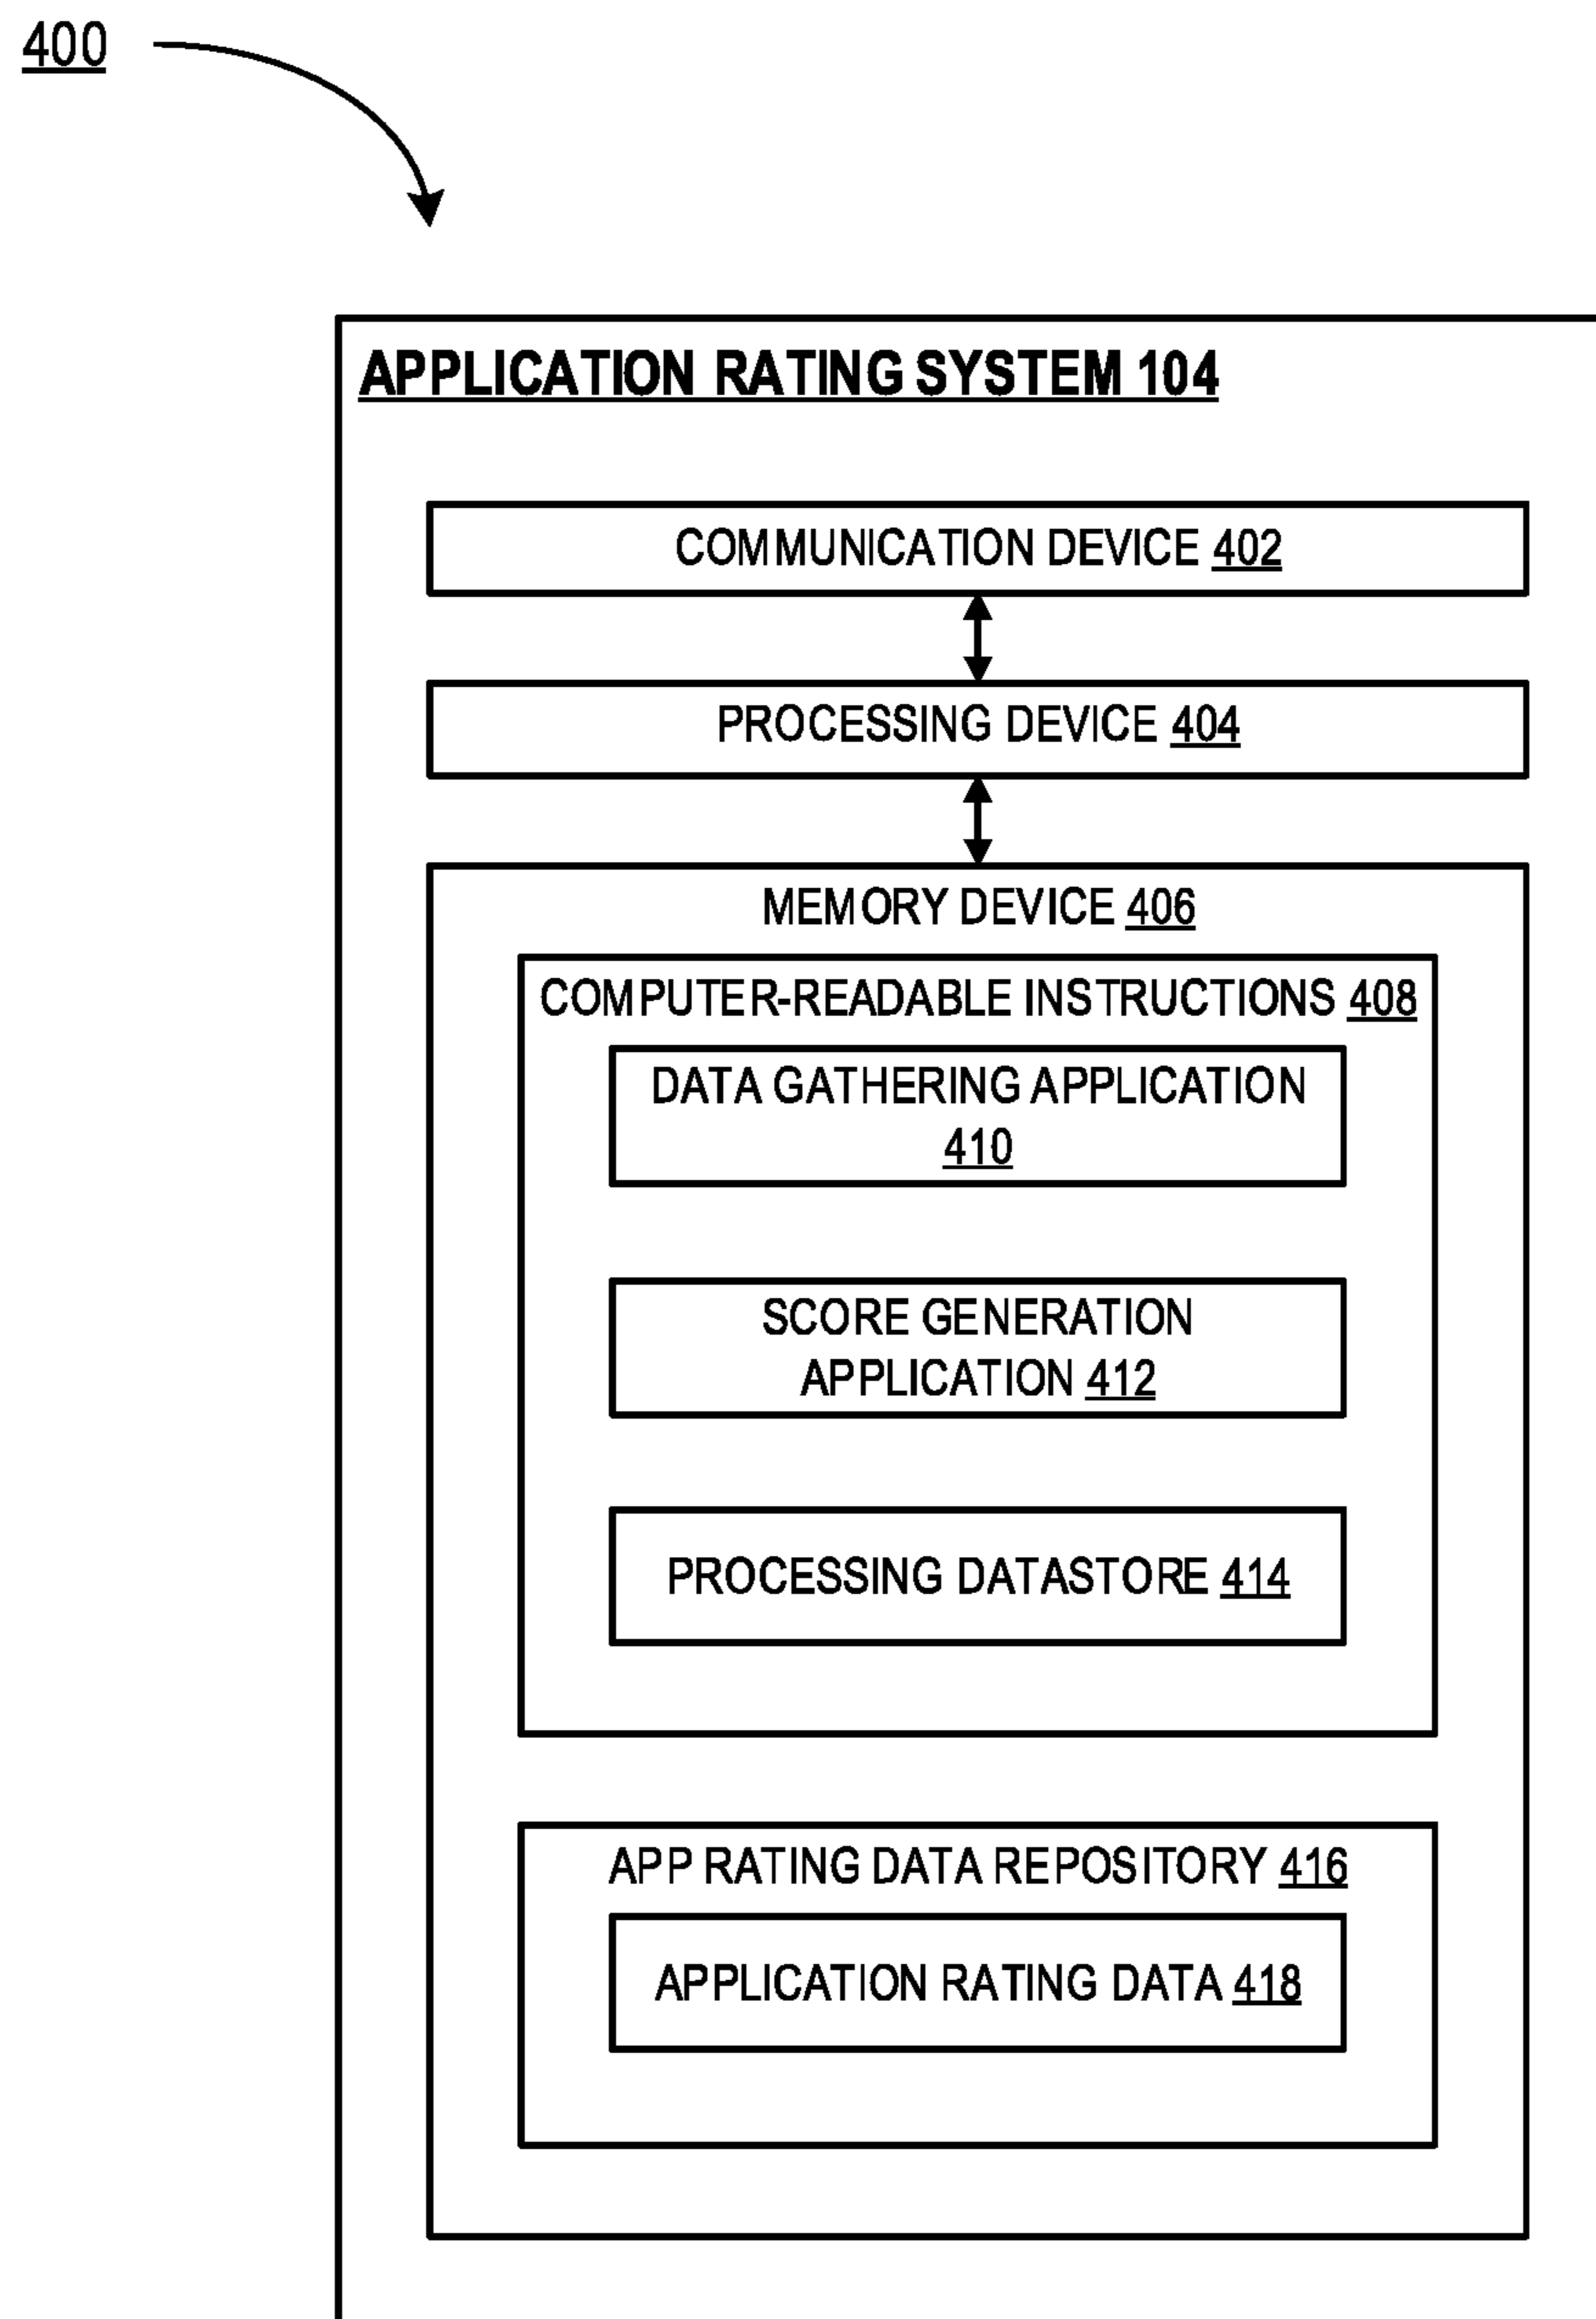 400
APPLICATION RATING SYSTEM 104
COMMUNICATION DEVICE 402
PROCESSING DEVICE 404
MEMORY DEVICE 406
COMPUTER-READABLE INSTRUCTIONS 408
DATA GATHERING APPLICATION
410
SCORE GENERATION
APPLICATION 412
PROCESSING DATASTORE 414
APP RATING DATA REPOSITORY 416
APPLICATION RATING DATA 418